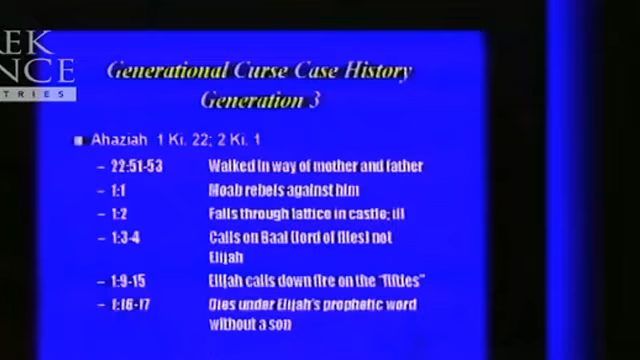 EK
NCE
TRIES
Generational Curse Case History
Generation 3
Ahaziah 1 Ki. 22; 2 Ki. 1
– 22:51-53 Walked in way of mother and father
– 1:1 Moab rebels against him
– 1:2 Falls through lattice in castle; ill
– 1:3-4 Calls on Baal (lord of flies) not
Elijah
– 1:9-15 Elijah calls down fire on the "fifties"
– 1:16-17 Dies under Elijah's prophetic word
without a son